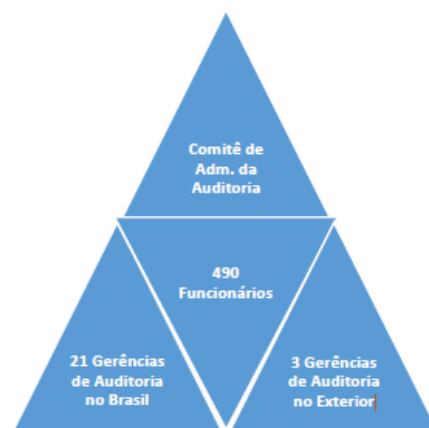 Comitê de
Adm. da
Auditoria
490
Funcionários
21 Gerências
de Auditoria
no Brasil
3 Gerências
de Auditoria
no Exterior